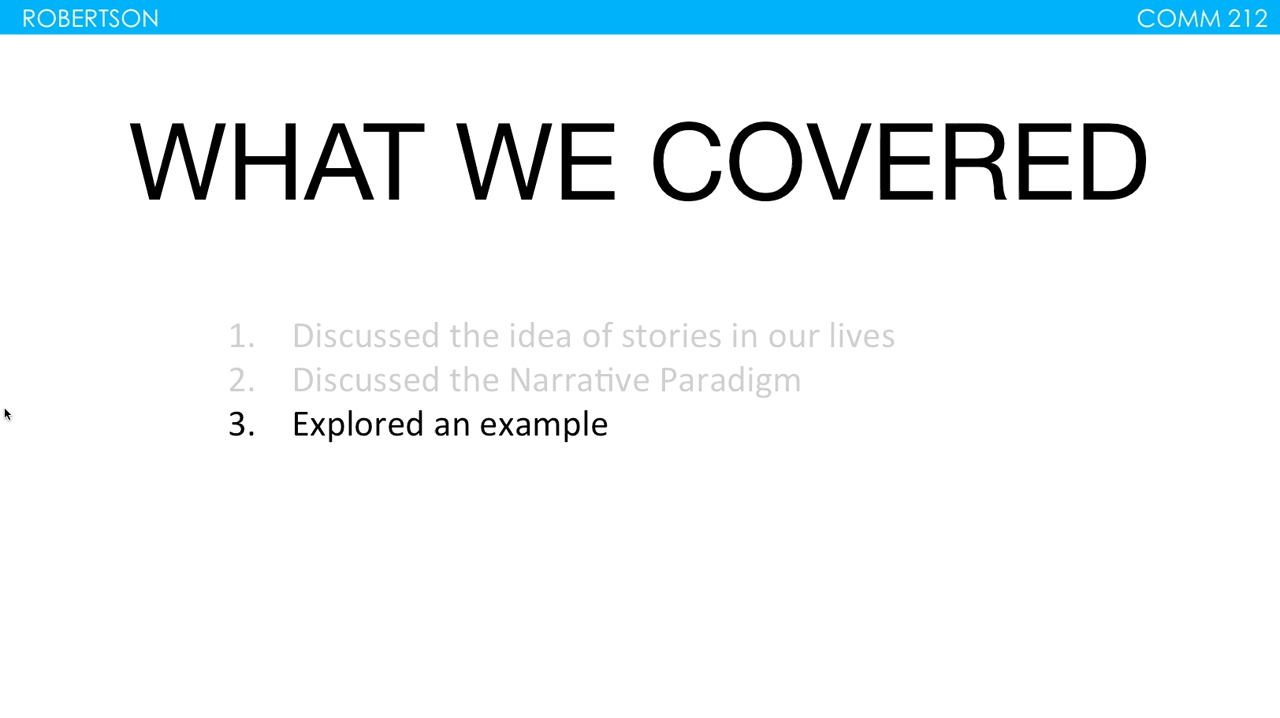 ROBERTSON
COMM 212
WHAT WE COVERED
1. Discussed the idea of stories in our lives
2. Discussed the Narrative Paradigm
3. Explored an example